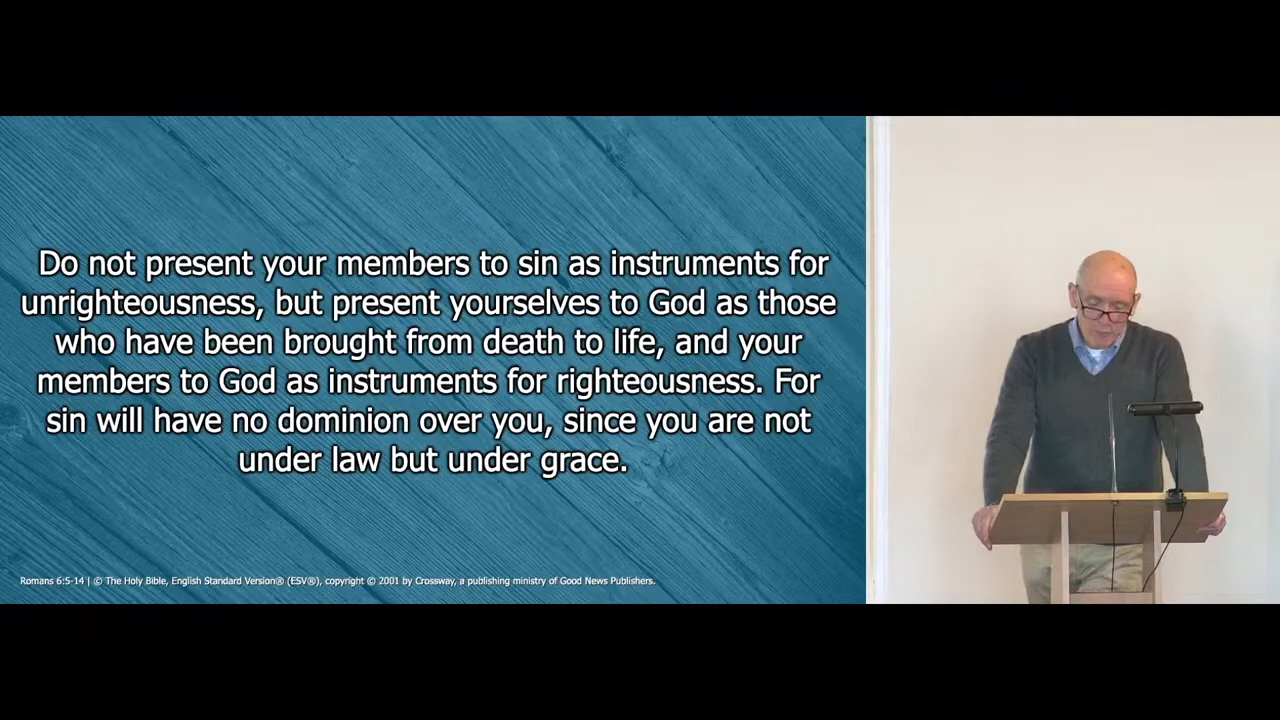 Do not present your members to sin as instruments for
unrighteousness, but present yourselves to God as those
who have been brought from death to life, and your
members to God as instruments for righteousness. For
sin will have no dominion over you, since you are not
under law but under grace.
Romans 6:5-14 | © The Holy Bible, English Standard Version® (ESV®), copyright © 2001 by Crossway, a publishing ministry of Good News Publishers.